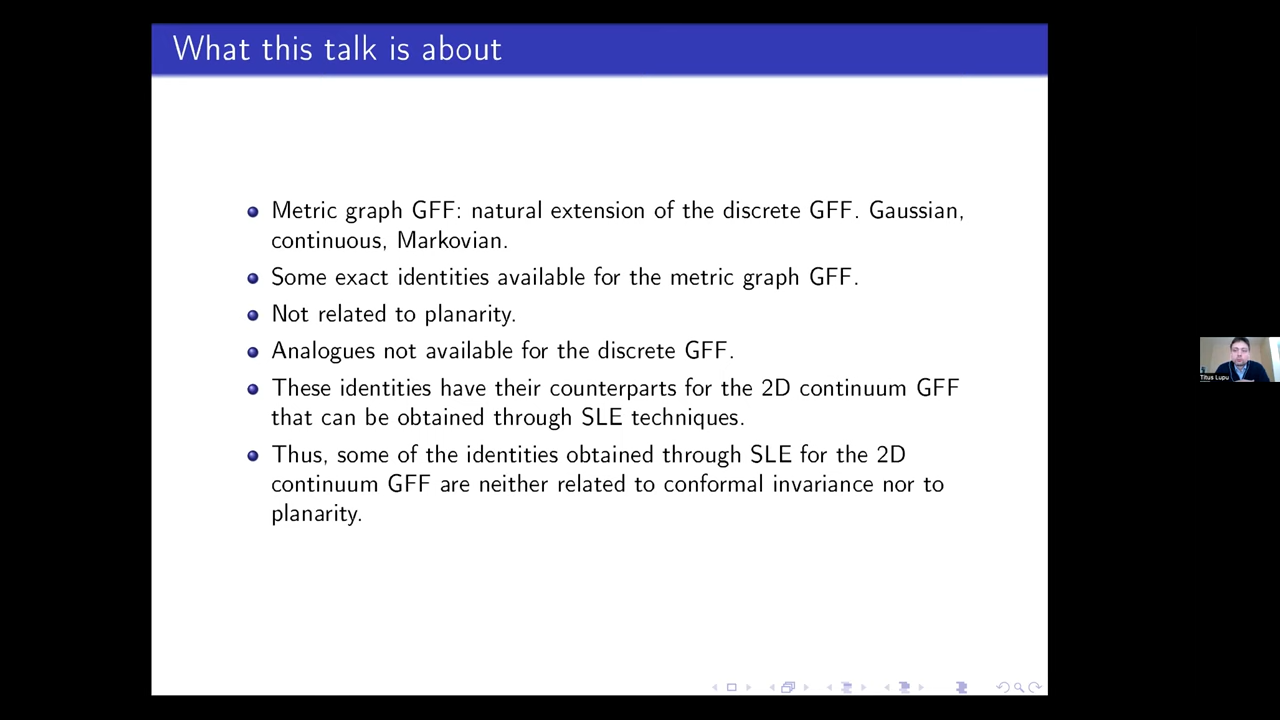 What this talk is about
Metric graph GFF: natural extension of the discrete GFF. Gaussian,
continuous, Markovian.
Some exact identities available for the metric graph GFF.
Not related to planarity.
Analogues not available for the discrete GFF.
These identities have their counterparts for the 2D continuum GFF
that can be obtained through SLE techniques.
Thus, some of the identities obtained through SLE for the 2D
continuum GFF are neither related to conformal invariance nor to
planarity.
Titus Lupu